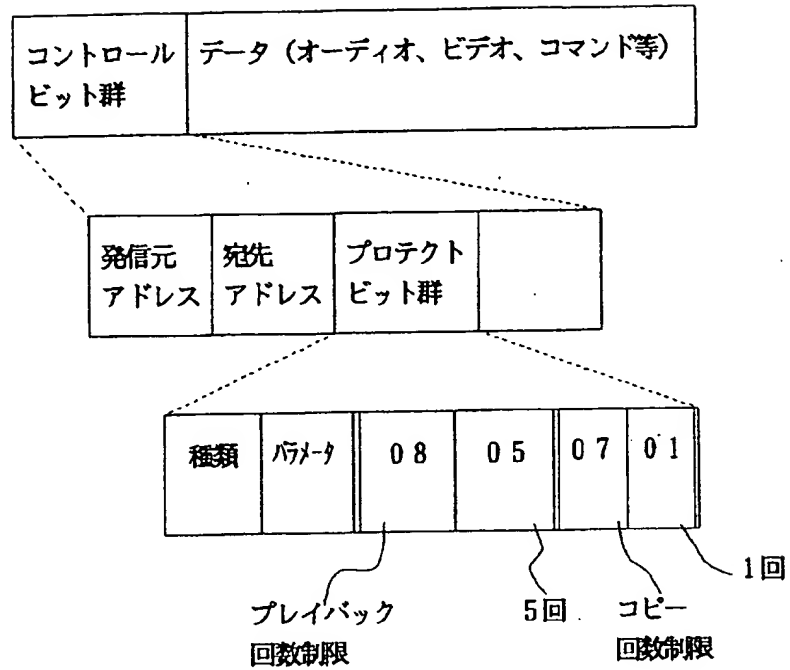 コントロール
ビット群
データ（オーディオ、ビデオ、コマンド等）
発信元
アドレス
宛先
アドレス
プロテクト
ビット群
種類
パラメータ
08
05
07
01
1回
プレイバック
回数制限
5回
コピー
回数制限